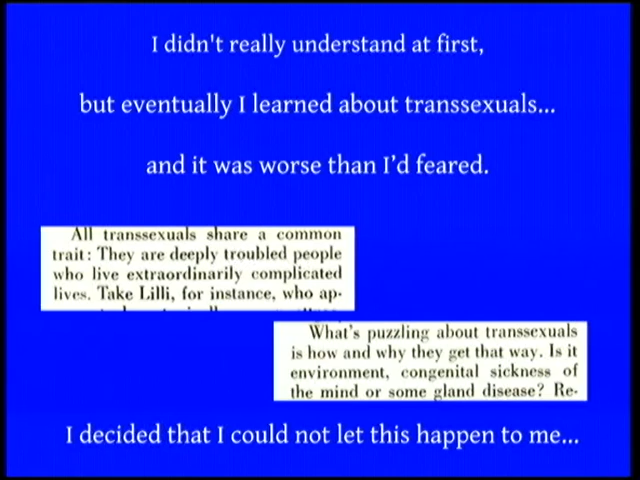 I didn't really understand at first,
but eventually I learned about transsexuals...
and it was worse than I'd feared.
All transsexuals share a common
trait: They are deeply troubled people
who live extraordinarily complicated
lives. Take Lilli, for instance, who ap-
What's puzzling about transsexuals
is how and why they get that way. Is it
environment, congenital sickness of
the mind or some gland disease? Re-
I decided that I could not let this happen to me...